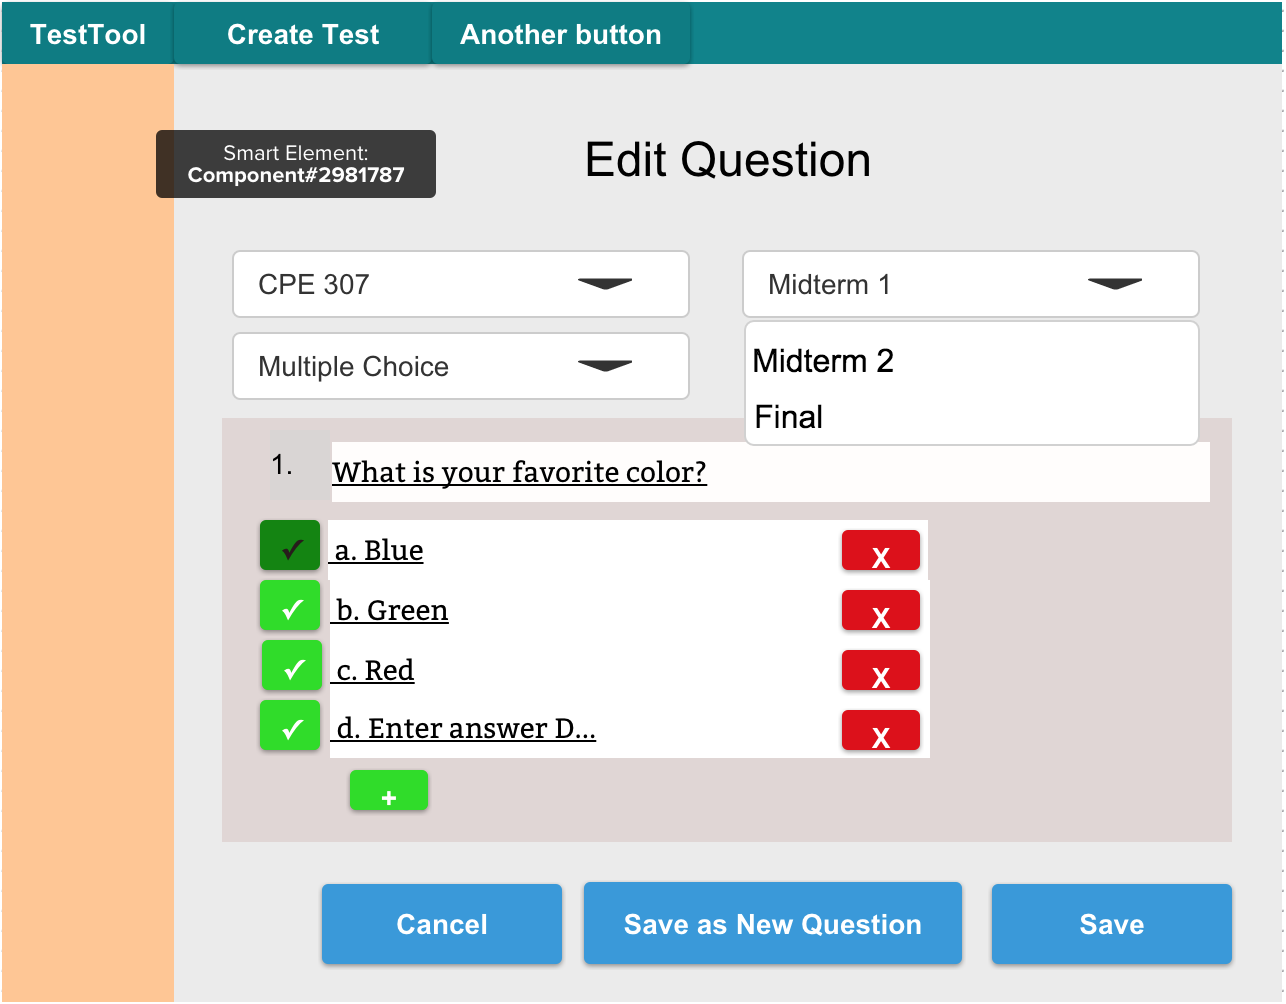 TestTool Create Test Another button
Smart Element:
Component#2981787
Edit Question
CPE 307
Midterm 1
Multiple Choice
Midterm 2
Final
1. What is your favorite color?
✓ a. Blue X
✓ b. Green X
✓ c. Red X
✓ d. Enter answer D... X
+
Cancel Save as New Question Save